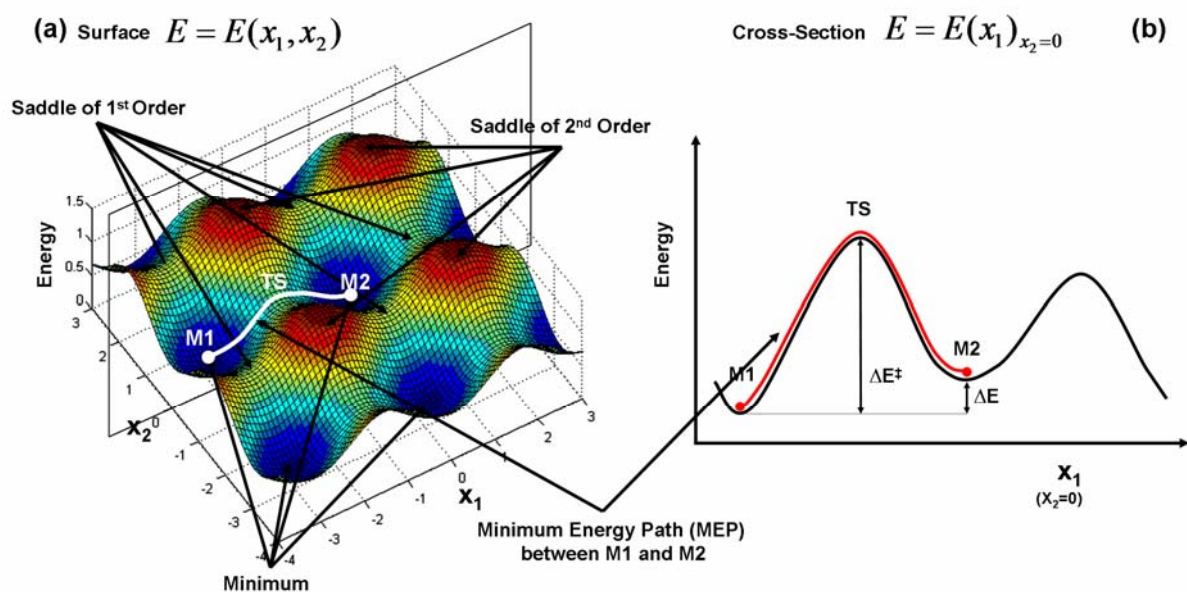 (a) Surface E = E(x₁, x₂)
Cross-Section E = E(x₁)ₓ₂₌₀ (b)
Saddle of 1st Order
Saddle of 2nd Order
Energy
1.5
1
0.5
0
3
2
1
0
-1
-2
-3
-4
x₂
-4
-3
-2
-1
0
1
2
3
x₁
M1
TS
M2
Minimum
Minimum Energy Path (MEP)
between M1 and M2
Energy
TS
M1
M2
ΔE‡
ΔE
x₁
(X₂=0)